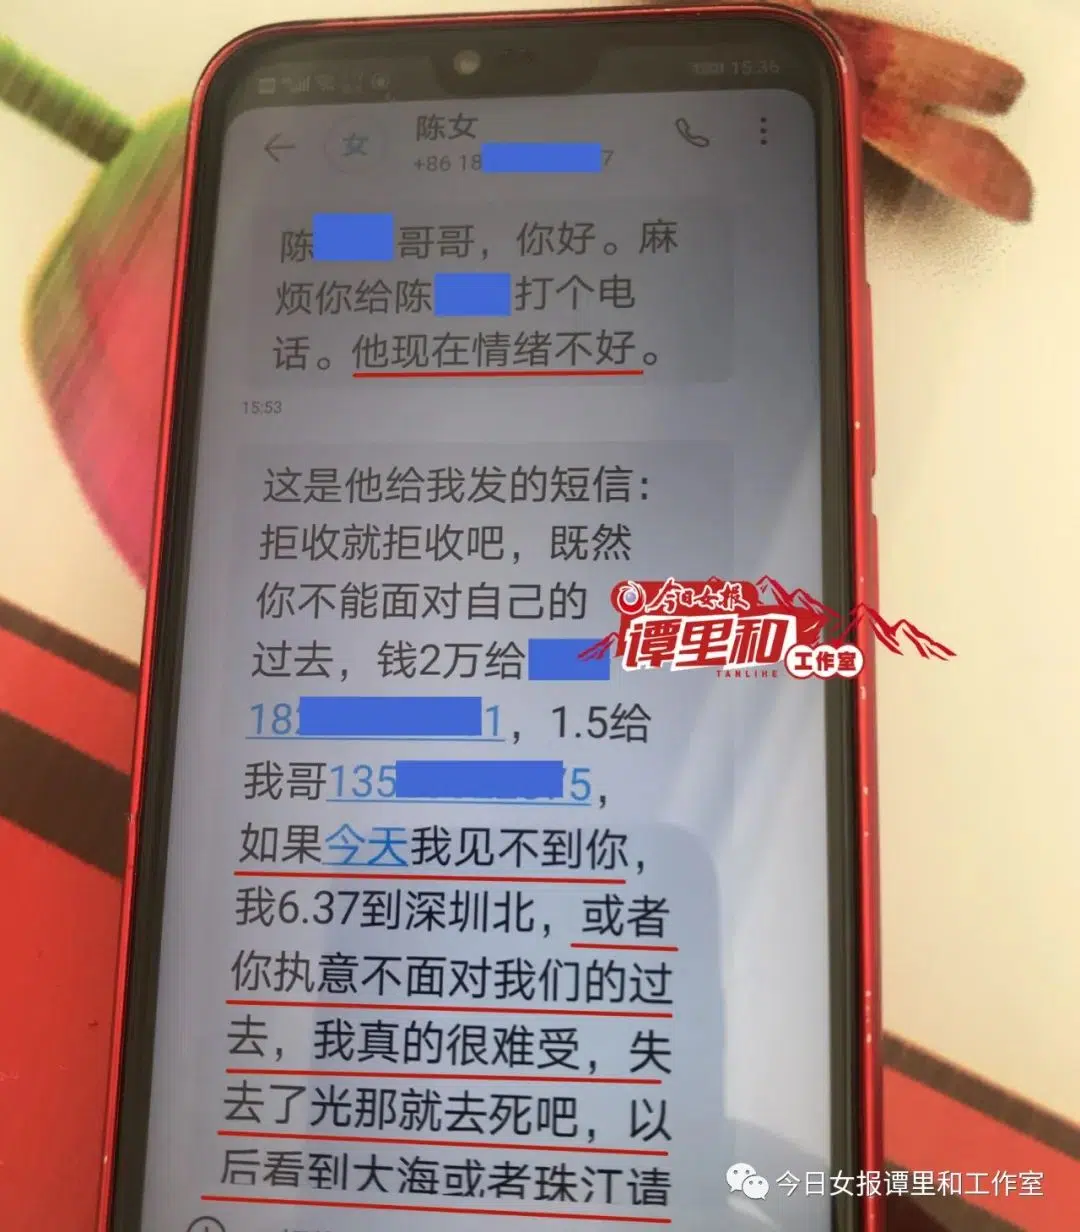 15:36
陈女
+86 18 7
陈 哥哥，你好。麻
烦你给陈 打个电
话。他现在情绪不好。
15:53
这是他给我发的短信：
拒收就拒收吧，既然
你不能面对自己的
过去，钱2万给
18 1，1.5给
我哥135 5，
如果今天我见不到你，
我6.37到深圳北，或者
你执意不面对我们的过
去，我真的很难受，失
去了光那就去死吧，以
后看到大海或者珠江请
女
今日女报
谭里和
TANLIHE
工作室
今日女报谭里和工作室